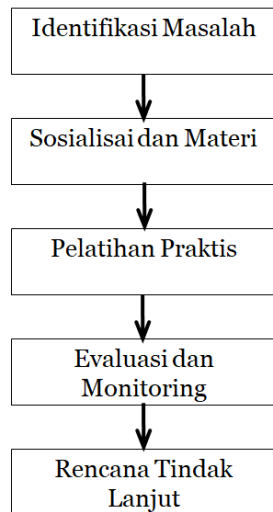 Identifikasi Masalah
Sosialisai dan Materi
Pelatihan Praktis
Evaluasi dan
Monitoring
Rencana Tindak
Lanjut